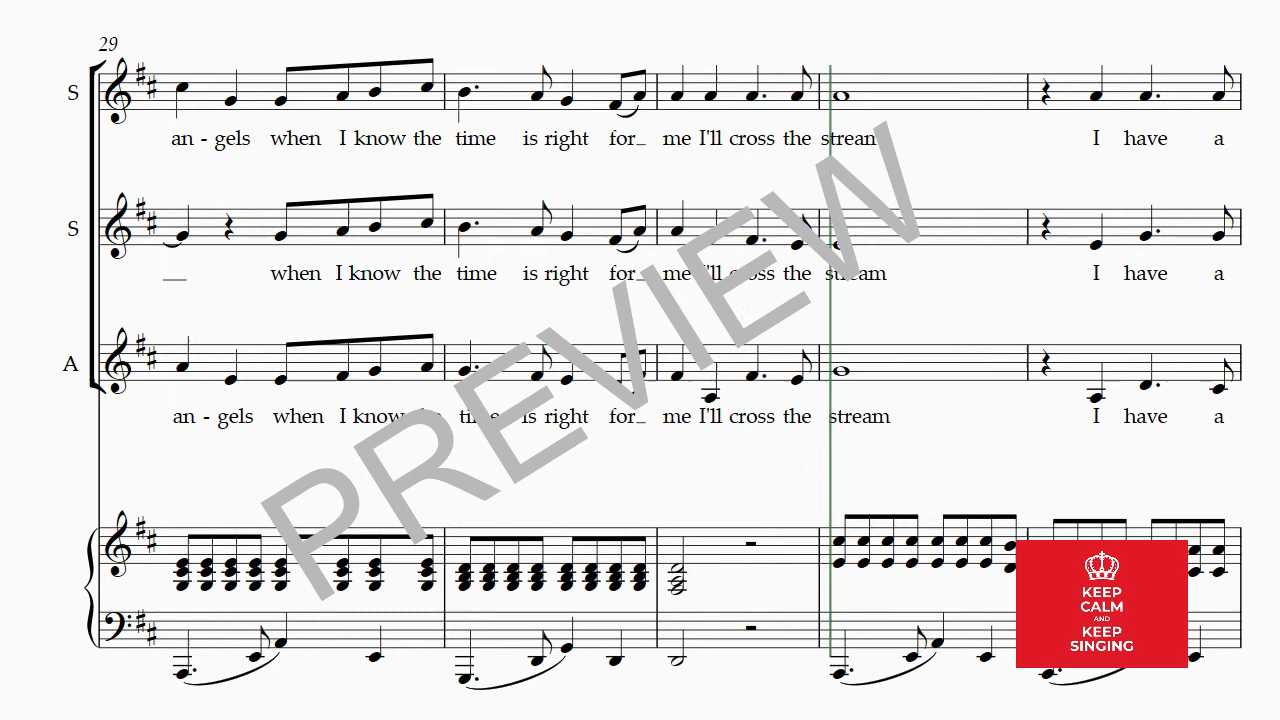 29
S
an - gels when I know the time is right for_ me I'll cross the stream I have a
S
__ when I know the time is right for_ me I'll cross the stream I have a
A
an - gels when I know the time is right for_ me I'll cross the stream I have a
PREVIEW
KEEP
CALM
AND
KEEP
SINGING